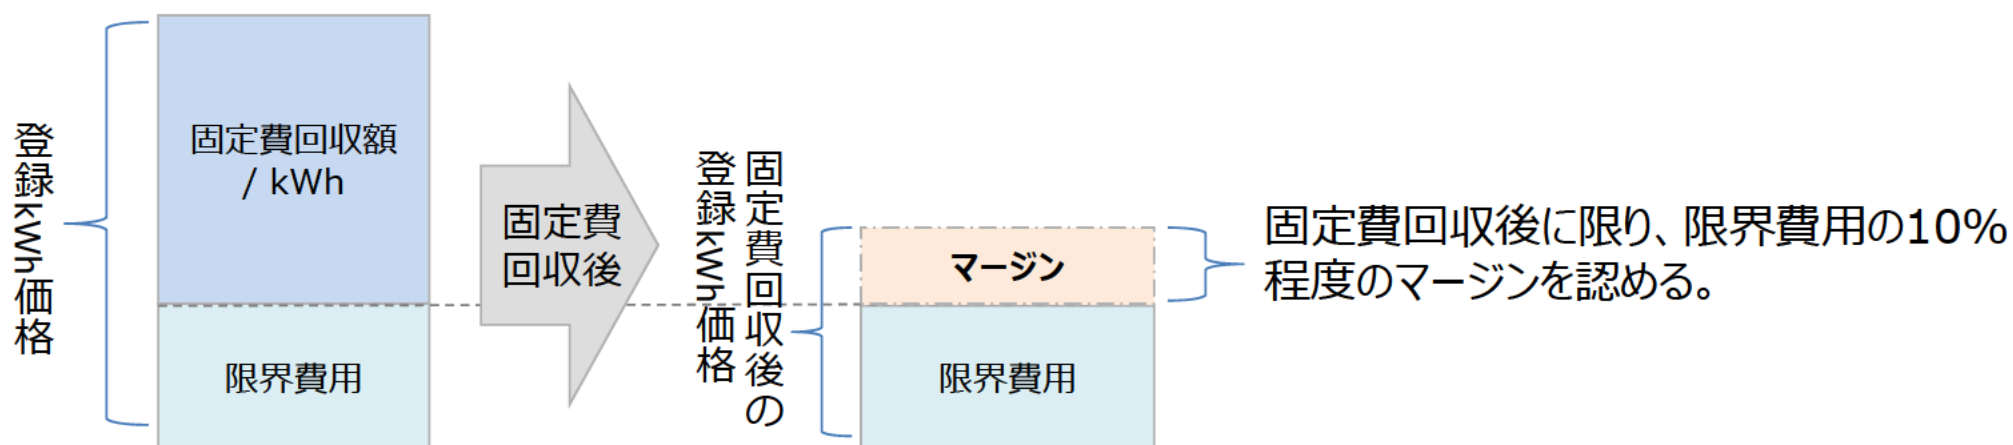 登録kWh価格
固定費回収額
/ kWh
限界費用
固定費
回収後
固定費回収後の
登録kWh価格
マージン
限界費用
固定費回収後に限り、限界費用の10%
程度のマージンを認める。